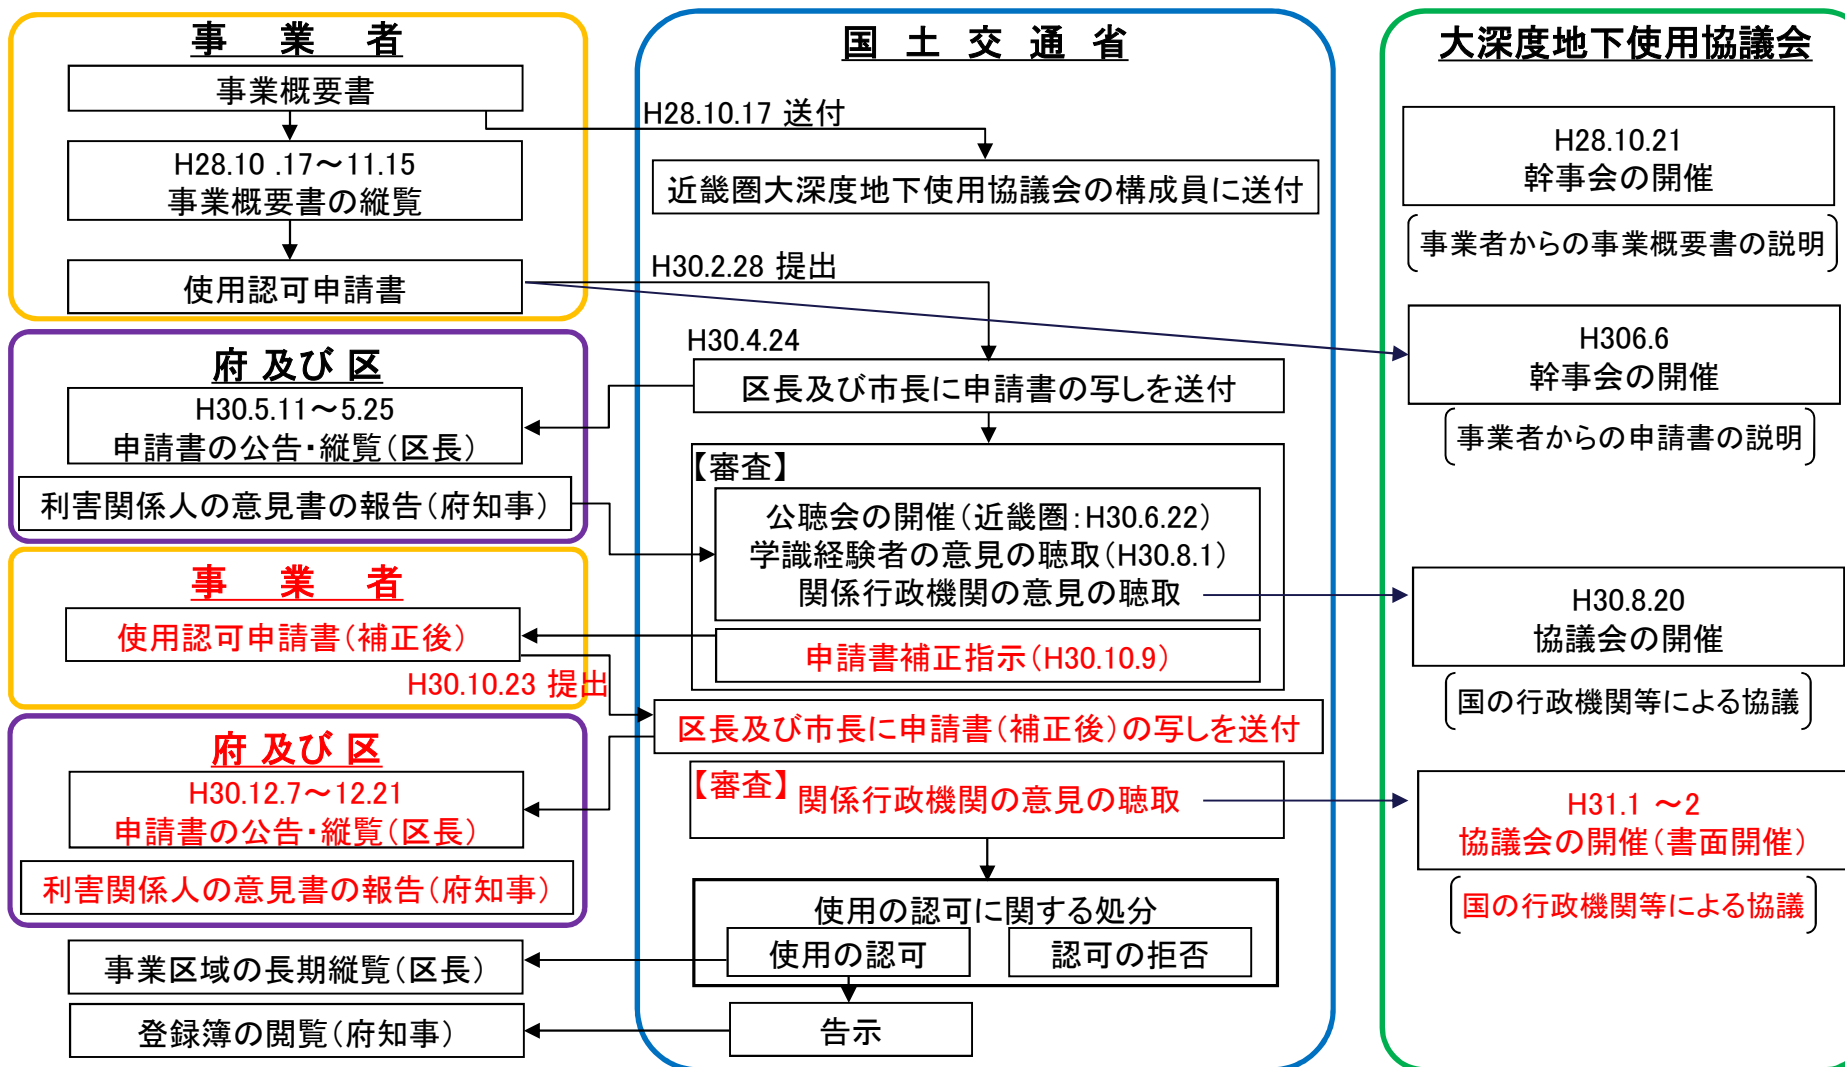 事 業 者
事業概要書
H28.10 .17～11.15
事業概要書の縦覧
使用認可申請書
府 及び 区
H30.5.11～5.25
申請書の公告・縦覧（区長）
利害関係人の意見書の報告（府知事）
事 業 者
使用認可申請書（補正後）
H30.10.23 提出
府 及び 区
H30.12.7～12.21
申請書の公告・縦覧（区長）
利害関係人の意見書の報告（府知事）
事業区域の長期縦覧（区長）
登録簿の閲覧（府知事）
国 土 交 通 省
H28.10.17 送付
近畿圏大深度地下使用協議会の構成員に送付
H30.2.28 提出
H30.4.24
区長及び市長に申請書の写しを送付
【審査】
公聴会の開催（近畿圏：H30.6.22）
学識経験者の意見の聴取（H30.8.1）
関係行政機関の意見の聴取
申請書補正指示（H30.10.9）
区長及び市長に申請書（補正後）の写しを送付
【審査】
関係行政機関の意見の聴取
使用の認可に関する処分
使用の認可
認可の拒否
告示
大深度地下使用協議会
H28.10.21
幹事会の開催
事業者からの事業概要書の説明
H306.6
幹事会の開催
事業者からの申請書の説明
H30.8.20
協議会の開催
国の行政機関等による協議
H31.1 ～2
協議会の開催（書面開催）
国の行政機関等による協議